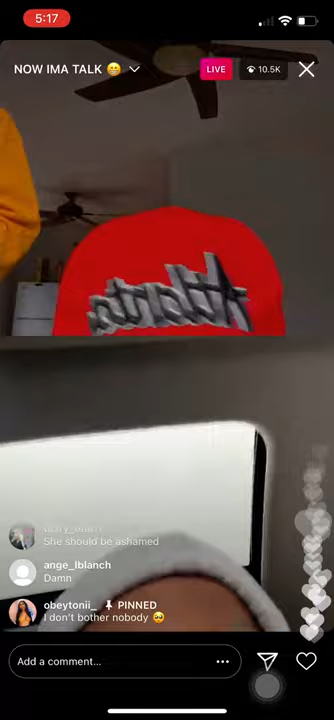 5:17
NOW IMA TALK 😁
LIVE
10.5K
Atlanta
She should be ashamed
ange_lblanch
Damn
obeytonii_ PINNED
I don't bother nobody 🥺
Add a comment...